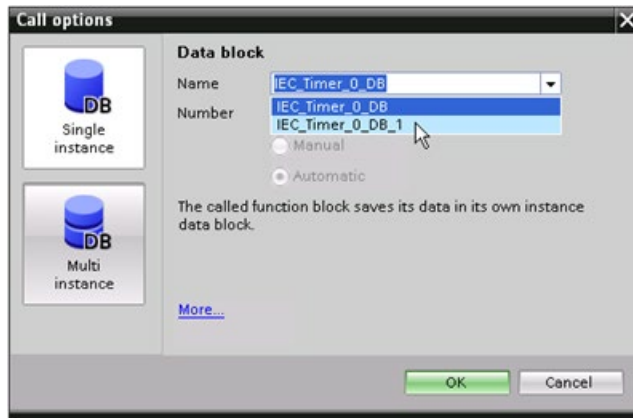 Call options
DB
Single
instance
DB
Multi
instance
Data block
Name
IEC_Timer_0_DB
IEC_Timer_0_DB
IEC_Timer_0_DB_1
Number
Manual
Automatic
The called function block saves its data in its own instance
data block.
More...
OK
Cancel